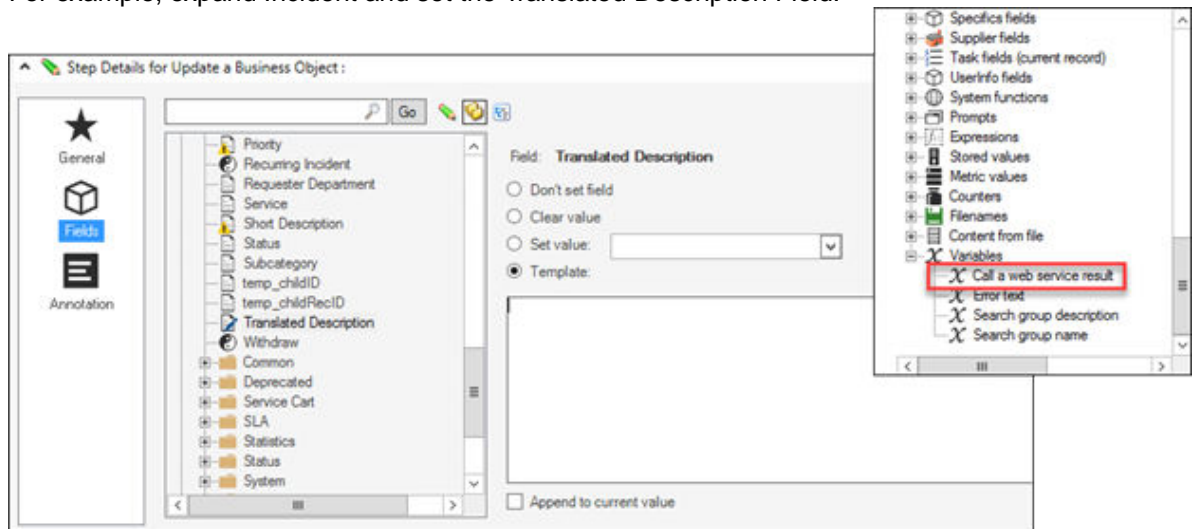 For example, expand Incident and set the Translated Description Field.
Step Details for Update a Business Object :
General
Fields
Annotation
Go
Priority
Recurring Incident
Requester Department
Service
Short Description
Status
Subcategory
temp_childID
temp_childRecID
Translated Description
Withdraw
Common
Deprecated
Service Cart
SLA
Statistics
Status
System
Field: Translated Description
Don't set field
Clear value
Set value:
Template:
Append to current value
Specifics fields
Supplier fields
Task fields (current record)
UserInfo fields
System functions
Prompts
Expressions
Stored values
Metric values
Counters
Filenames
Content from file
Variables
Call a web service result
Error text
Search group description
Search group name